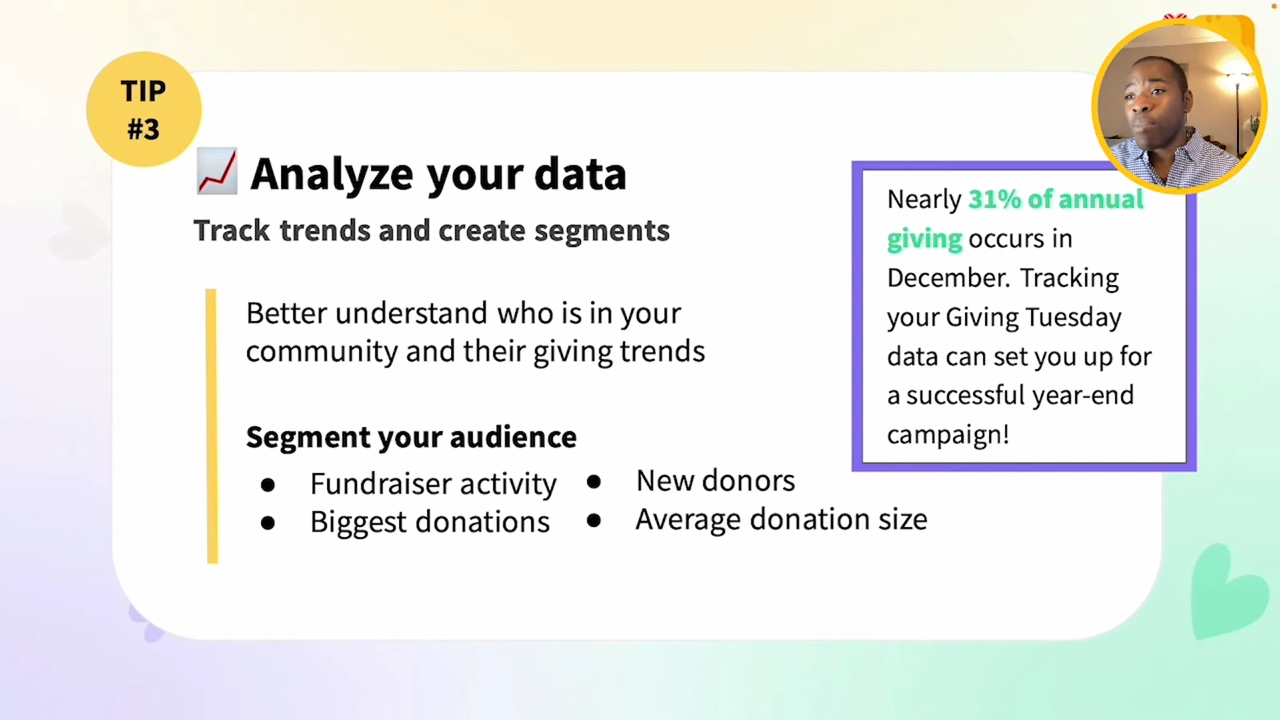 TIP
#3
Analyze your data
Track trends and create segments
Better understand who is in your
community and their giving trends
Segment your audience
● Fundraiser activity
● Biggest donations
● New donors
● Average donation size
Nearly 31% of annual
giving occurs in
December. Tracking
your Giving Tuesday
data can set you up for
a successful year-end
campaign!